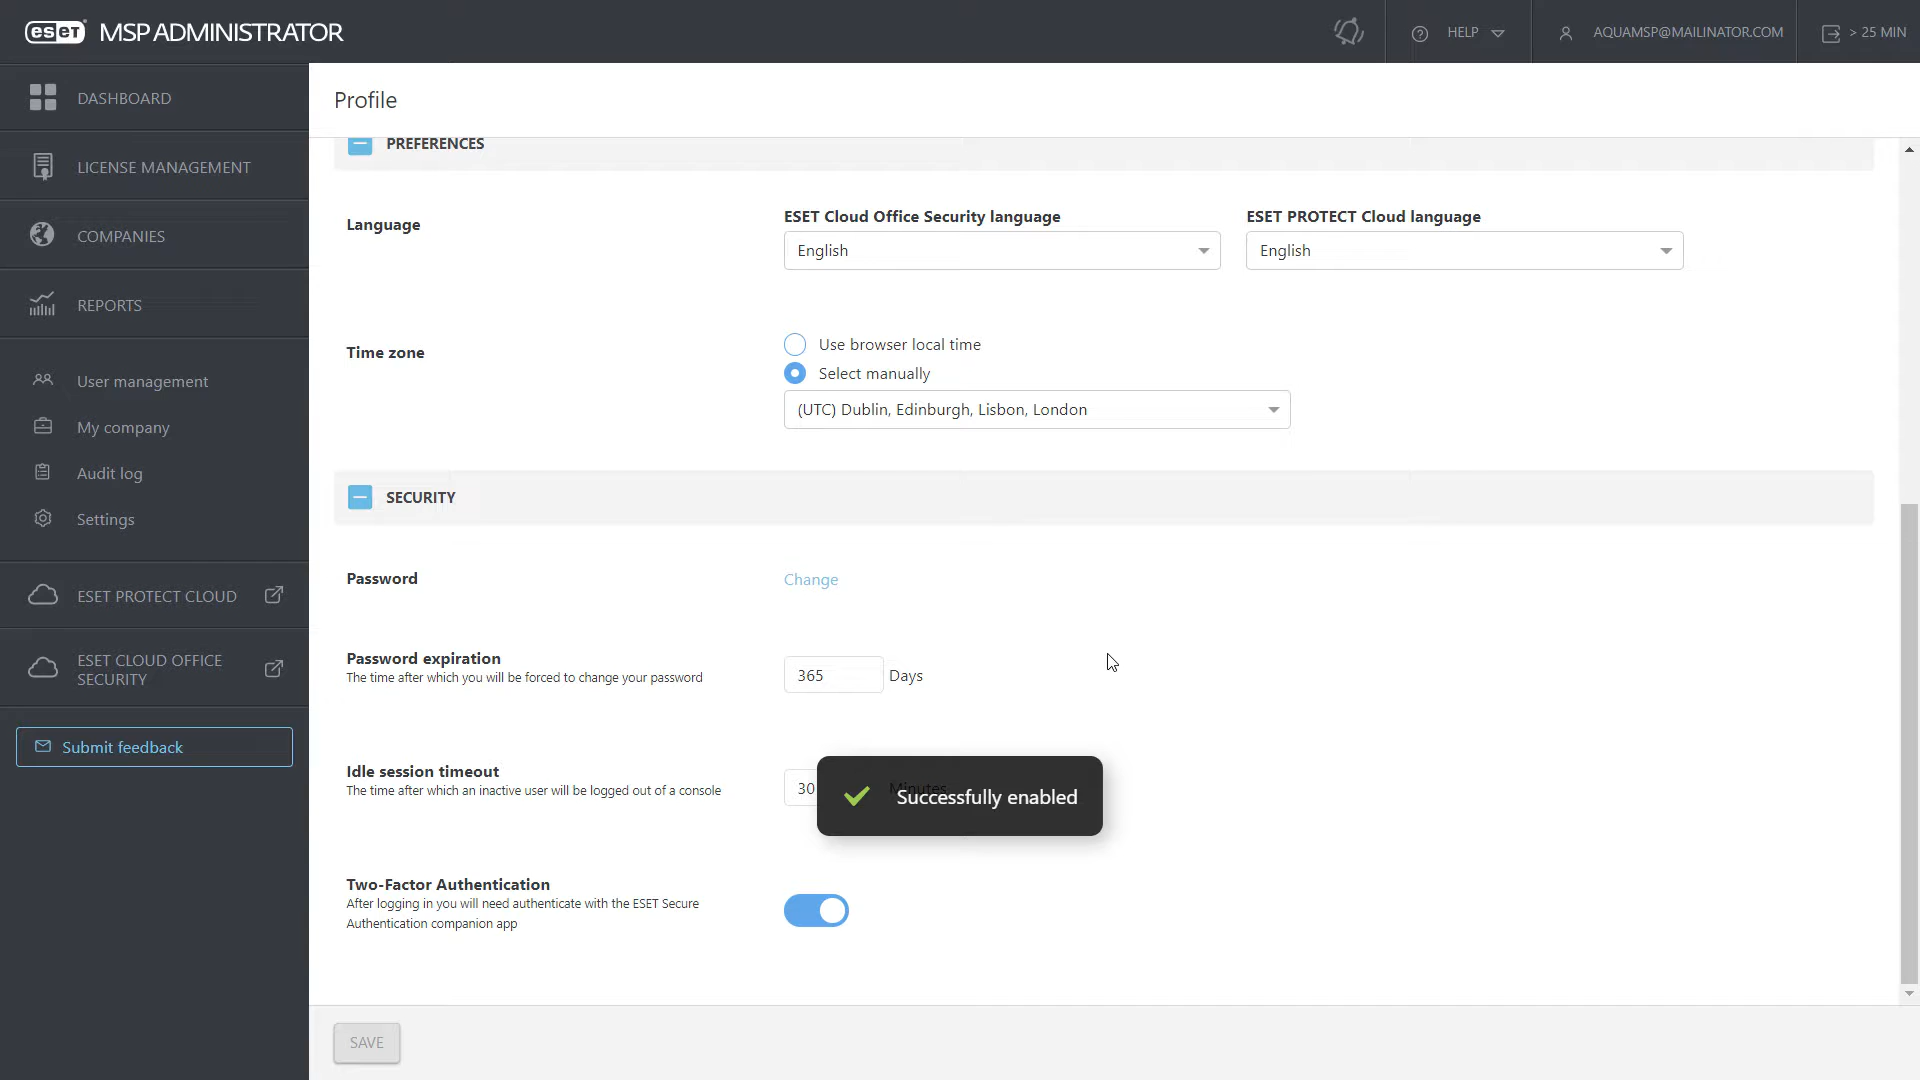 eset MSP ADMINISTRATOR
HELP
AQUAMSP@MAILINATOR.COM
> 25 MIN
DASHBOARD
LICENSE MANAGEMENT
COMPANIES
REPORTS
User management
My company
Audit log
Settings
ESET PROTECT CLOUD
ESET CLOUD OFFICE
SECURITY
Submit feedback
Profile
PREFERENCES
Language
ESET Cloud Office Security language
English
ESET PROTECT Cloud language
English
Time zone
Use browser local time
Select manually
(UTC) Dublin, Edinburgh, Lisbon, London
SECURITY
Password
Change
Password expiration
The time after which you will be forced to change your password
365 Days
Idle session timeout
The time after which an inactive user will be logged out of a console
30 Minutes
Successfully enabled
Two-Factor Authentication
After logging in you will need authenticate with the ESET Secure
Authentication companion app
SAVE